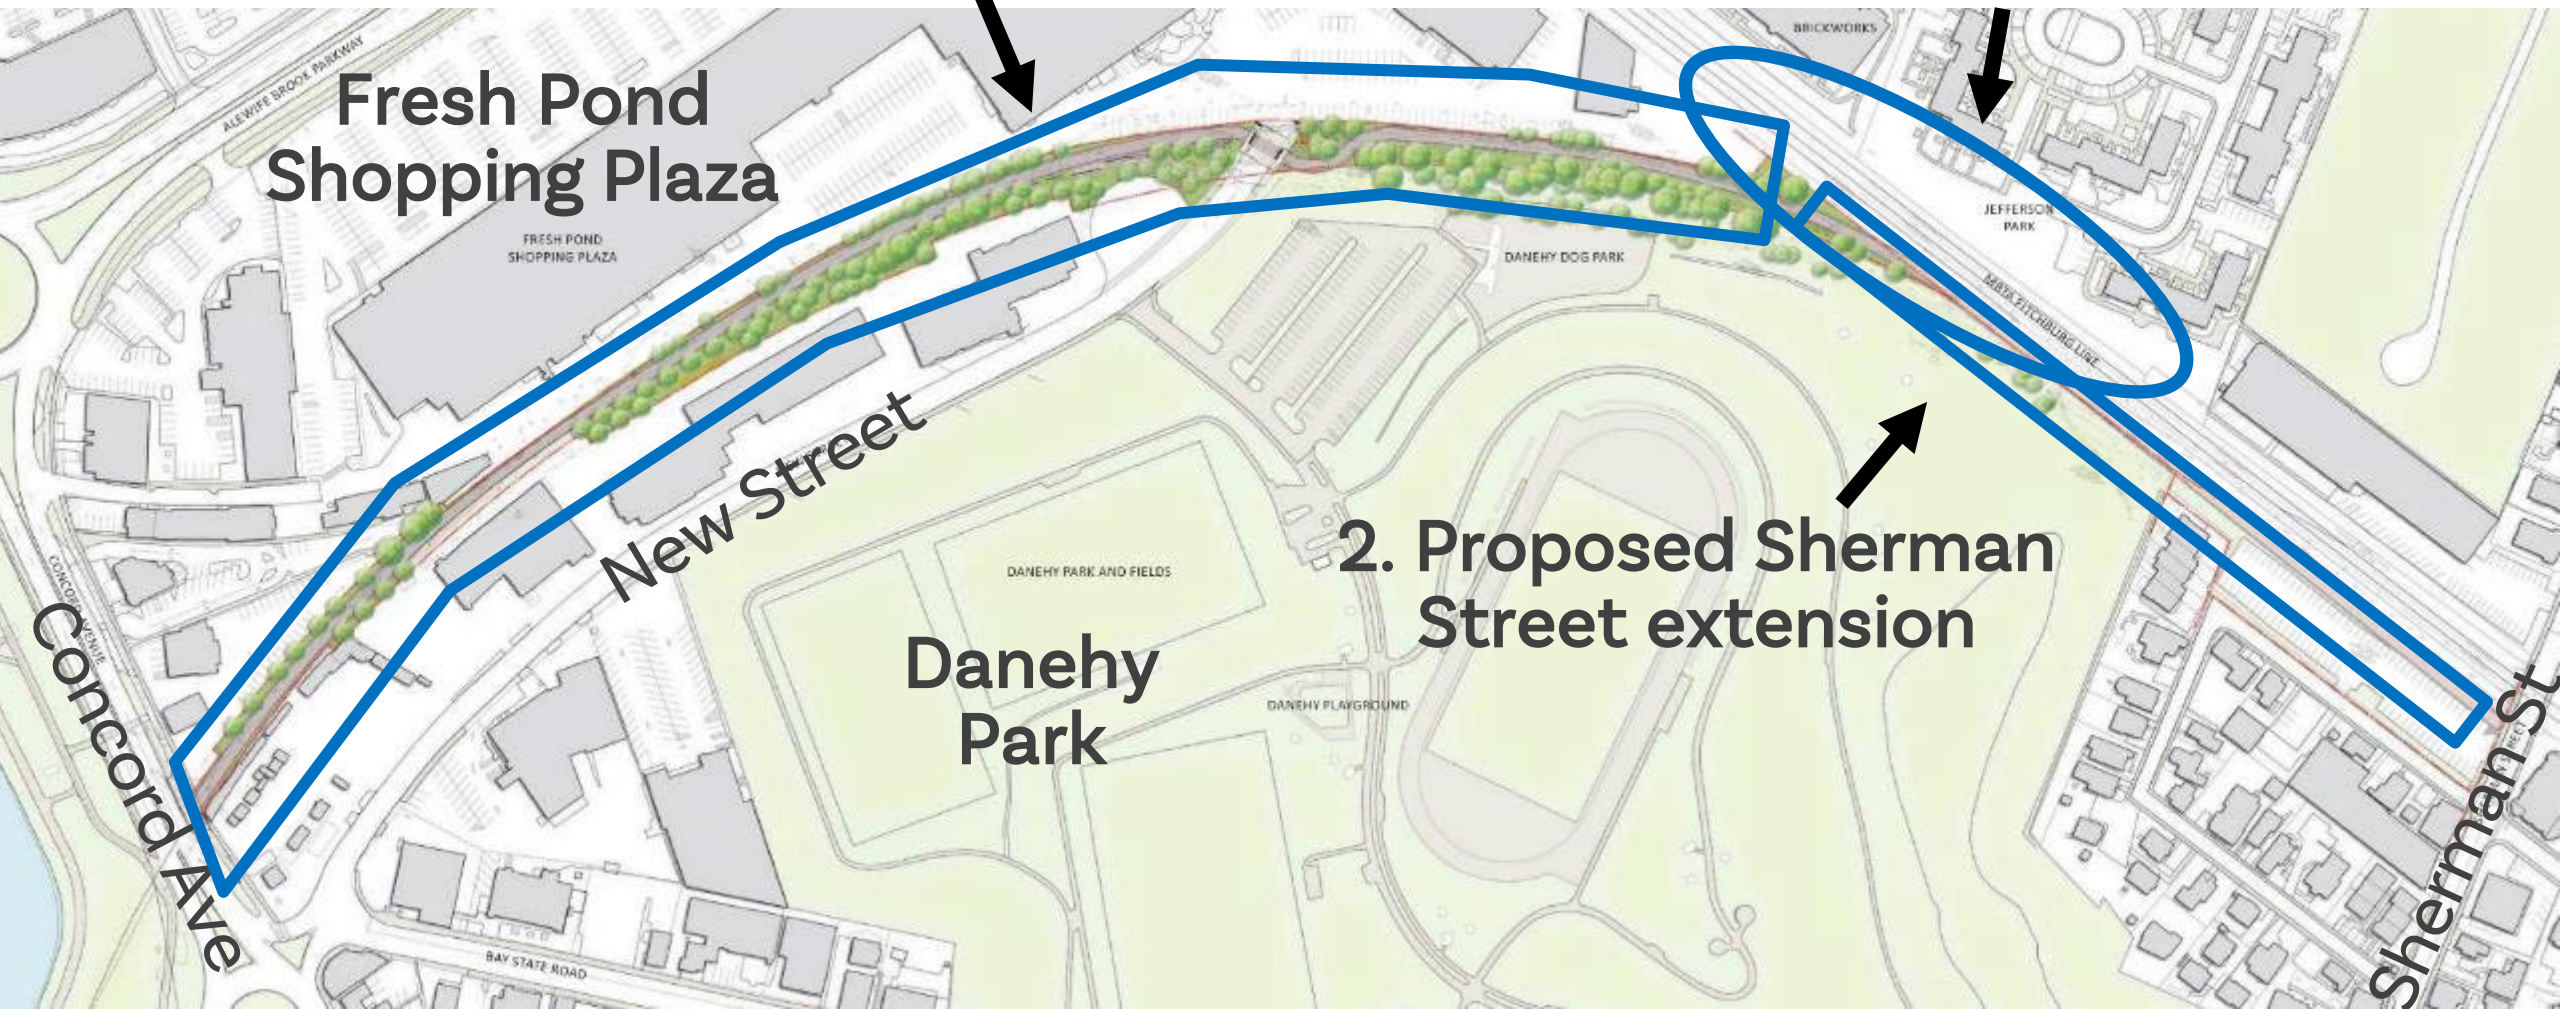 BRICKWORKS
ALEWIFE BROOK PARKWAY
Fresh Pond
Shopping Plaza
FRESH POND
SHOPPING PLAZA
JEFFERSON
PARK
DANEHY DOG PARK
MBTA FITCHBURG LINE
New Street
2. Proposed Sherman
Street extension
DANEHY PARK AND FIELDS
CONCORD AVENUE
Concord Ave
Danehy
Park
DANEHY PLAYGROUND
Sherman St
BAY STATE ROAD